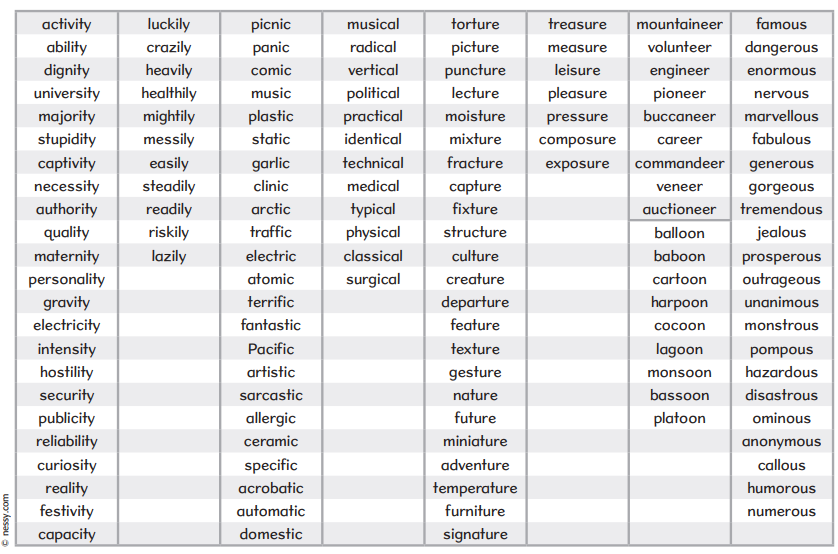 activity luckily picnic musical torture treasure mountaineer famous
ability crazily panic radical picture measure volunteer dangerous
dignity heavily comic vertical puncture leisure engineer enormous
university healthily music political lecture pleasure pioneer nervous
majority mightily plastic practical moisture pressure buccaneer marvellous
stupidity messily static identical mixture composure career fabulous
captivity easily garlic technical fracture exposure commandeer generous
necessity steadily clinic medical capture veneer gorgeous
authority readily arctic typical fixture auctioneer tremendous
quality riskily traffic physical structure balloon jealous
maternity lazily electric classical culture baboon prosperous
personality atomic surgical creature cartoon outrageous
gravity terrific departure harpoon unanimous
electricity fantastic feature cocoon monstrous
intensity Pacific texture lagoon pompous
hostility artistic gesture monsoon hazardous
security sarcastic nature bassoon disastrous
publicity allergic future platoon ominous
reliability ceramic miniature anonymous
curiosity specific adventure callous
reality acrobatic temperature humorous
festivity automatic furniture numerous
capacity domestic signature
© nessy.com